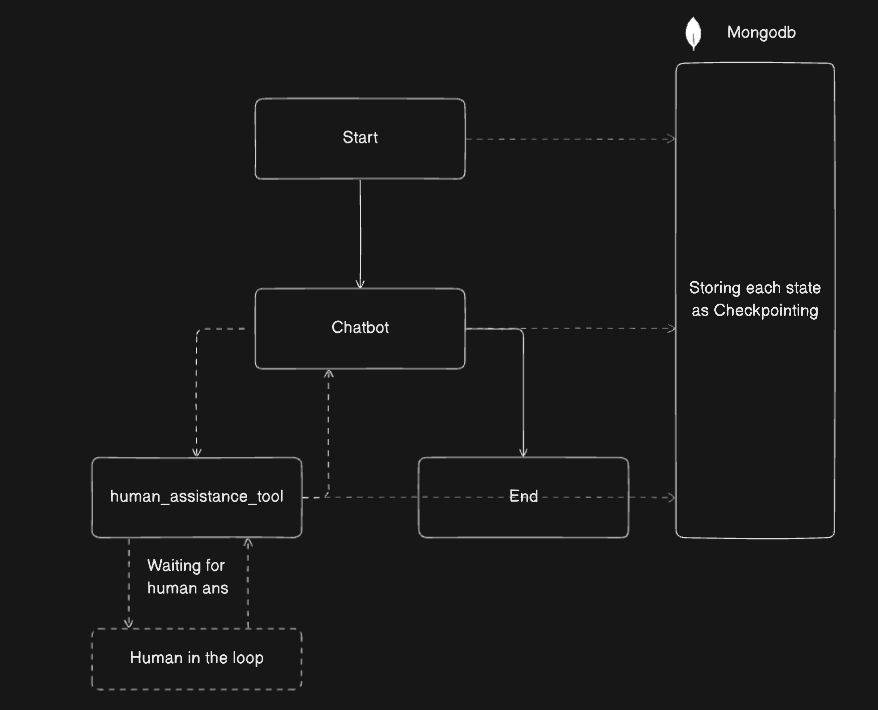 Mongodb
Start
Storing each state
as Checkpointing
Chatbot
human_assistance_tool
End
Waiting for
human ans
Human in the loop